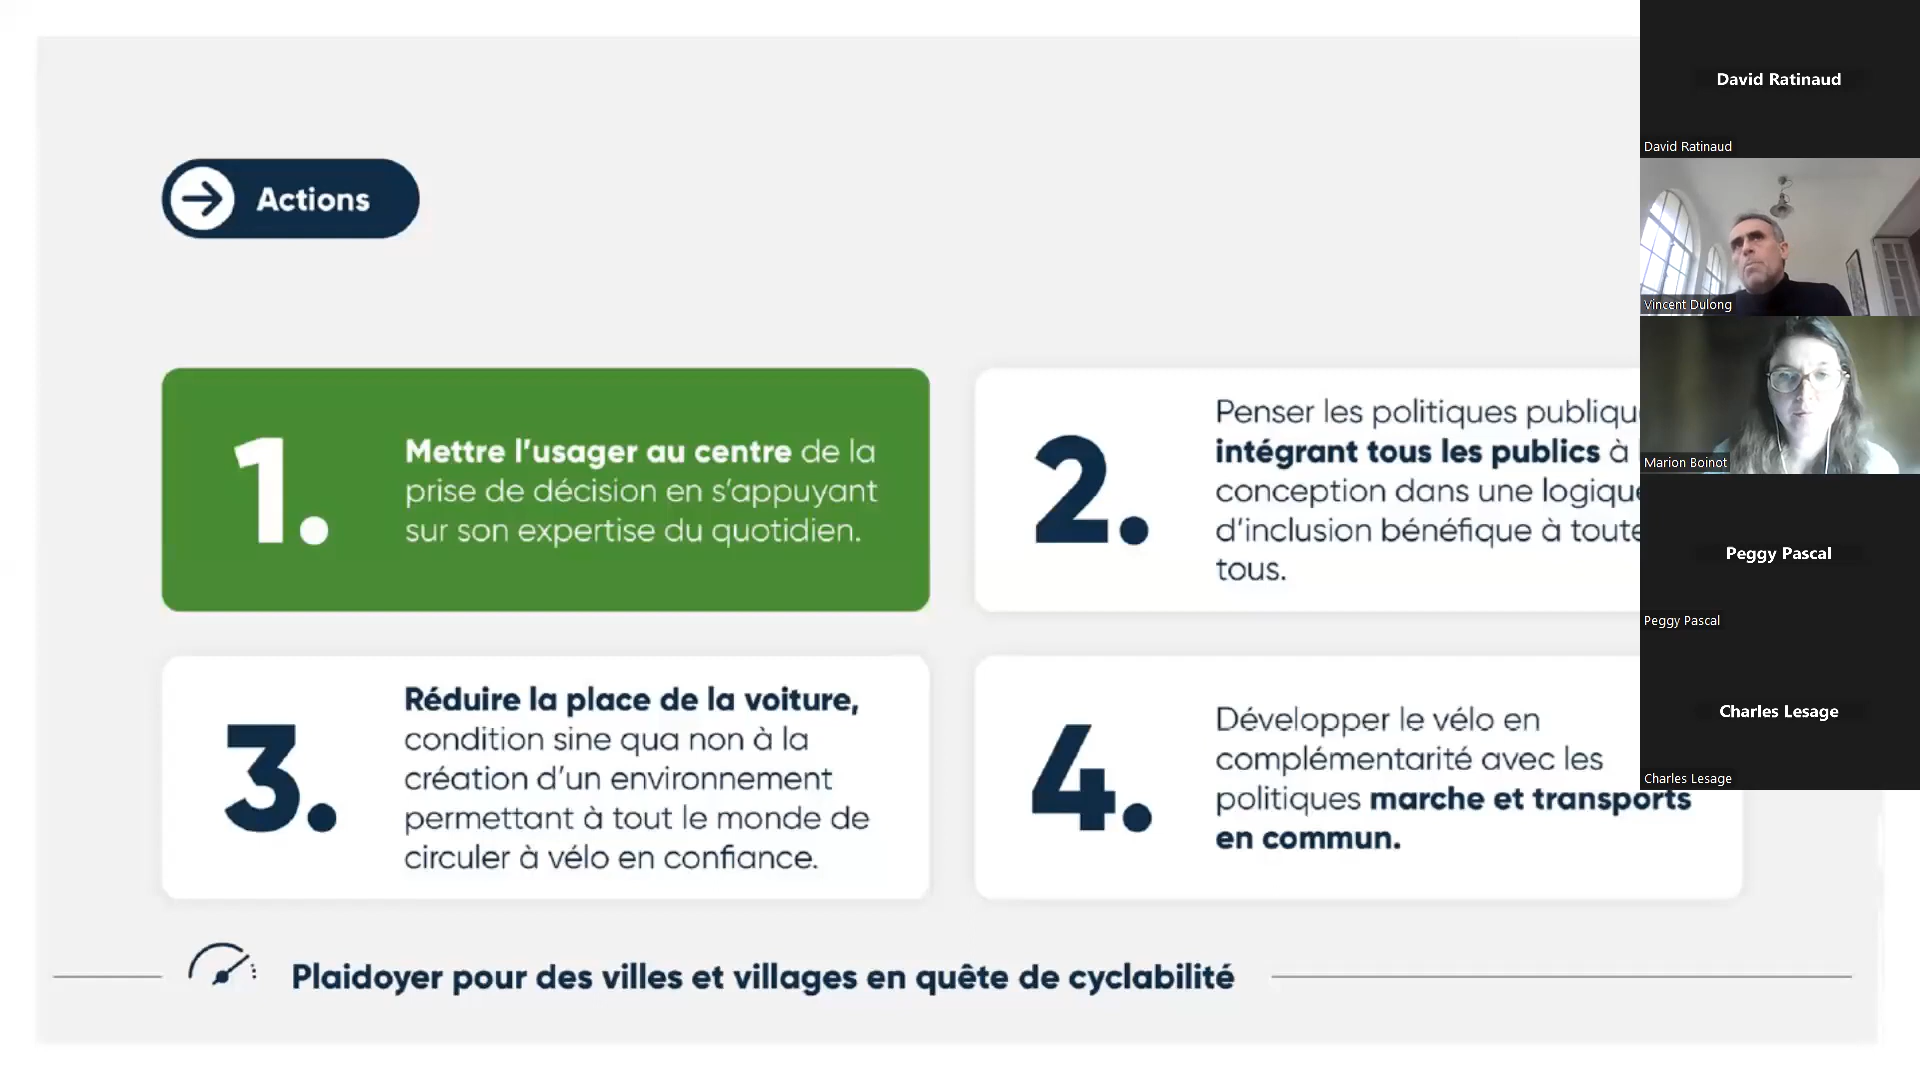 Actions
1.
Mettre l’usager au centre de la
prise de décision en s’appuyant
sur son expertise du quotidien.
2.
Penser les politiques
intégrant tous les publics à
conception dans une logique
d’inclusion bénéfique à
tous.
3.
Réduire la place de la voiture,
condition sine qua non à la
création d’un environnement
permettant à tout le monde de
circuler à vélo en confiance.
4.
Développer le vélo en
complémentarité avec les
politiques marche et transports
en commun.
Plaidoyer pour des villes et villages en quête de cyclabilité
David Ratinaud
David Ratinaud
Vincent Dulong
Marion Boinot
Peggy Pascal
Peggy Pascal
Charles Lesage
Charles Lesage